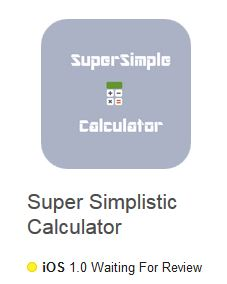 SuperSimple
Calculator
Super Simplistic
Calculator
iOS 1.0 Waiting For Review